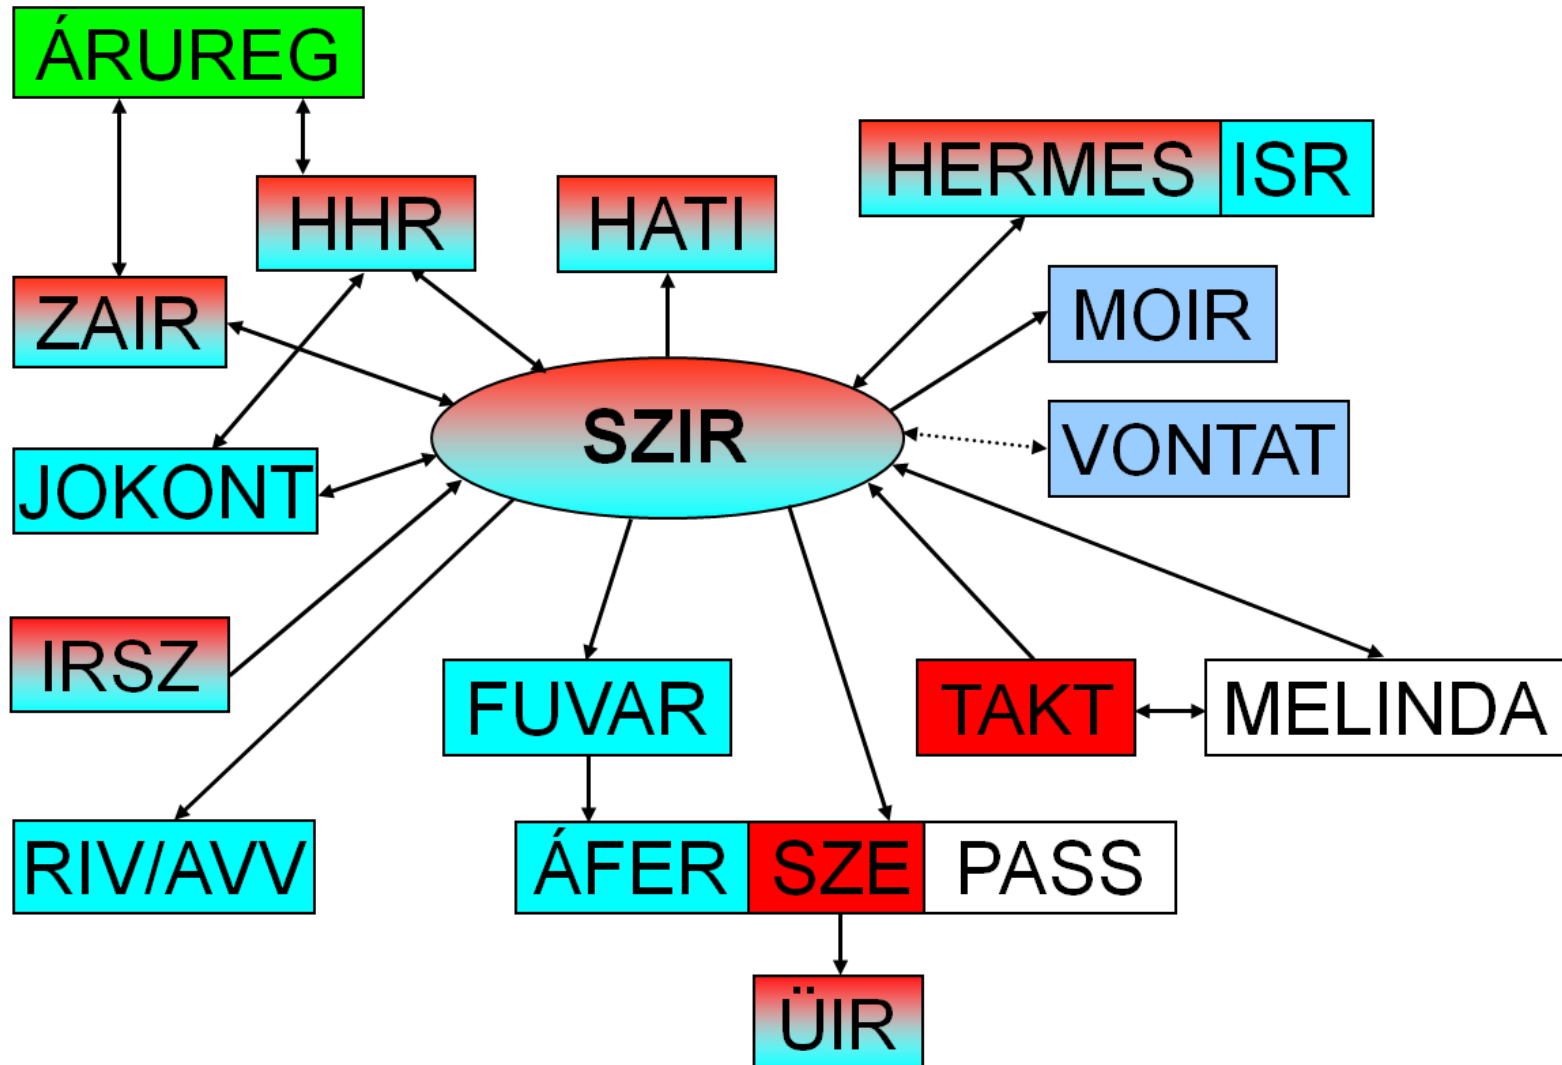 ÁRUREG
HERMES ISR
HHR
HATI
ZAIR
MOIR
SZIR
VONTAT
JOKONT
IRSZ
FUVAR
TAKT
MELINDA
RIV/AVV
ÁFER SZE PASS
ÜIR